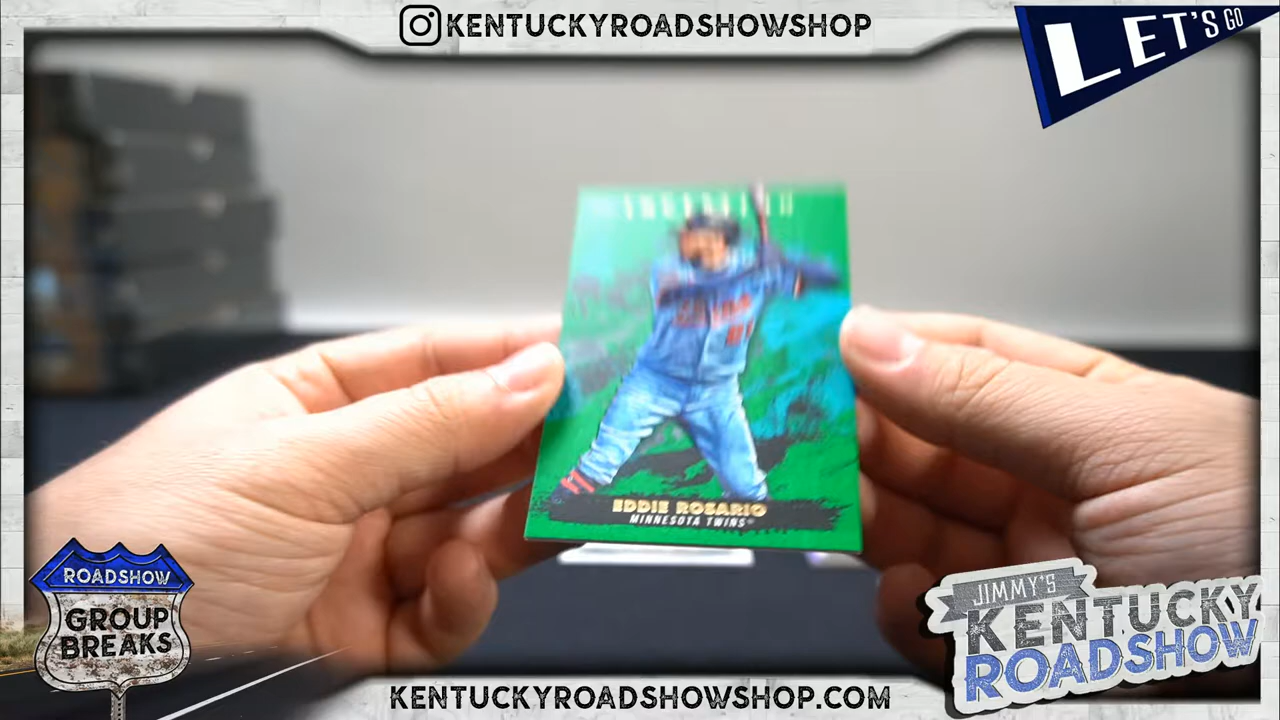 KENTUCKYROADSHOWSHOP
LET'S GO
EDDIE ROSARIO
MINNESOTA TWINS
ROADSHOW
GROUP
BREAKS
JIMMY'S
KENTUCKY
ROADSHOW
KENTUCKYROADSHOWSHOP.COM